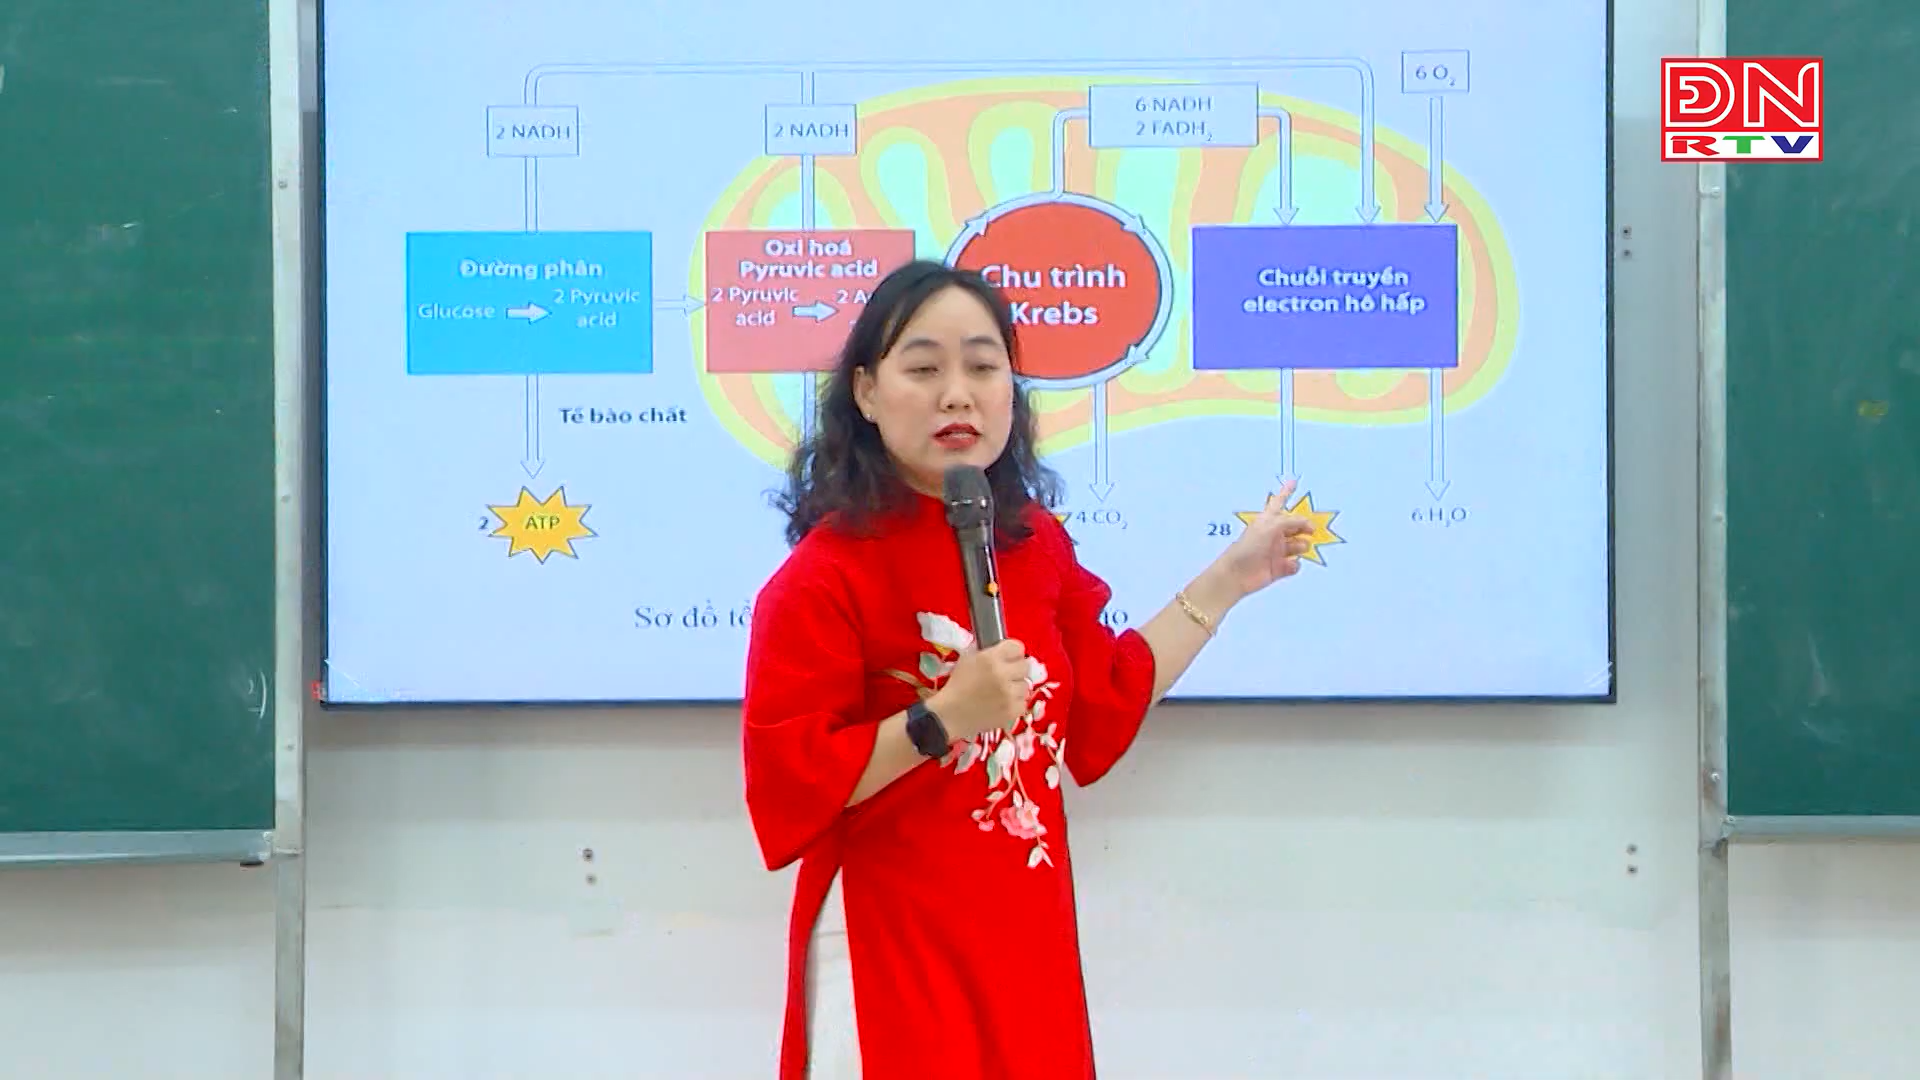 6 O₂
2 NADH
2 NADH
6 NADH
2 FADH₂
ĐN
RTV
Đường phân
Glucose
2 Pyruvic
acid
Oxi hoá
Pyruvic acid
2 Pyruvic
acid
2
Chu trình
Krebs
Chuỗi truyền
electron hô hấp
Tế bào chất
2 ATP
4 CO₂
28
6 H₂O
Sơ đồ